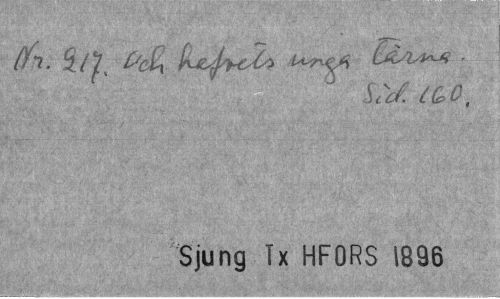 Nr. 217. Och hafvets unga tärna.
Sid. 160.
Sjung Tx HFORS 1896